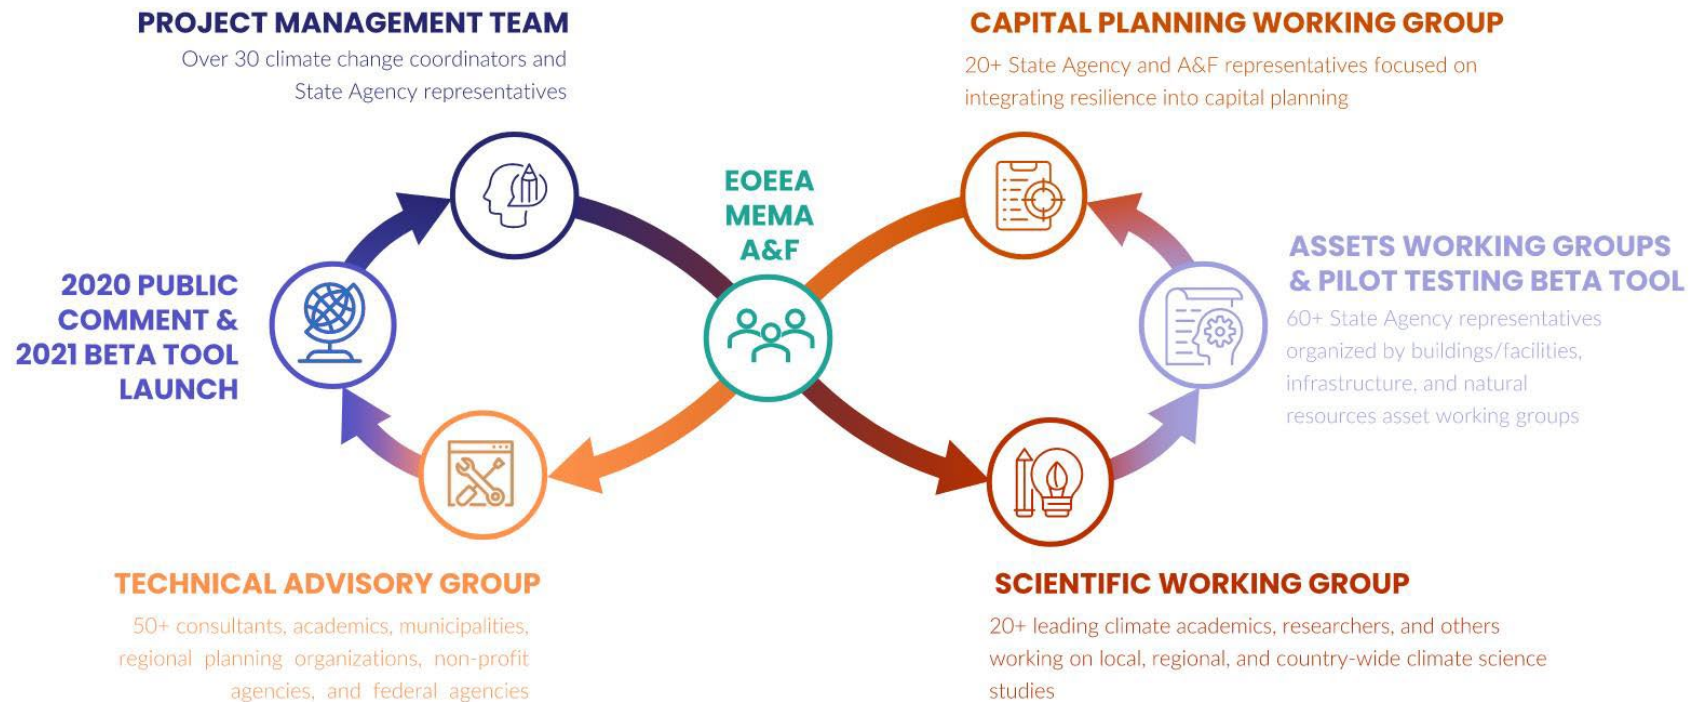 PROJECT MANAGEMENT TEAM
Over 30 climate change coordinators and
State Agency representatives
CAPITAL PLANNING WORKING GROUP
20+ State Agency and A&F representatives focused on
integrating resilience into capital planning
EOEEA
MEMA
A&F
2020 PUBLIC
COMMENT &
2021 BETA TOOL
LAUNCH
ASSETS WORKING GROUPS
& PILOT TESTING BETA TOOL
60+ State Agency representatives
organized by buildings/facilities,
infrastructure, and natural
resources asset working groups
TECHNICAL ADVISORY GROUP
50+ consultants, academics, municipalities,
regional planning organizations, non-profit
agencies, and federal agencies
SCIENTIFIC WORKING GROUP
20+ leading climate academics, researchers, and others
working on local, regional, and country-wide climate science
studies